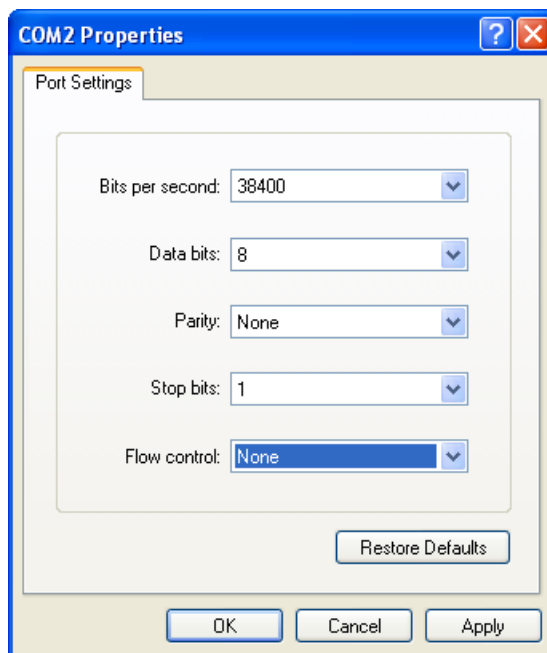 COM2 Properties
Port Settings
Bits per second: 38400
Data bits: 8
Parity: None
Stop bits: 1
Flow control: None
Restore Defaults
OK Cancel Apply